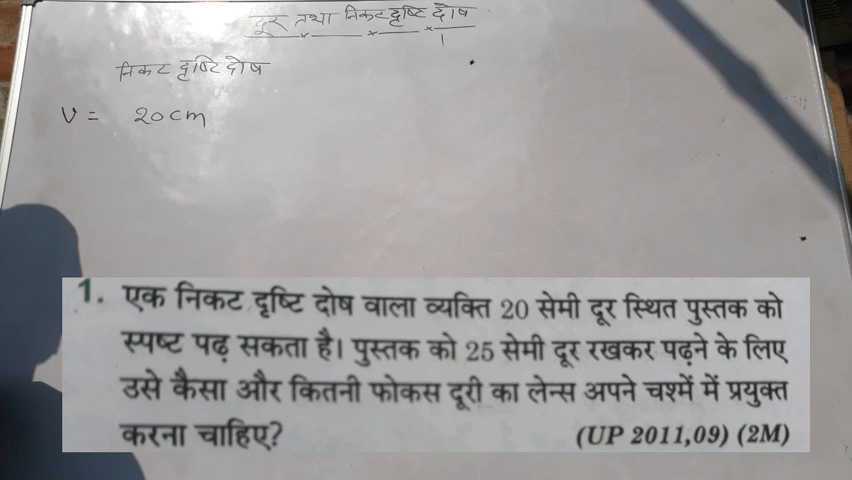 दूर तथा निकट दृष्टि दोष
निकट दृष्टि दोष
v = 20cm
1. एक निकट दृष्टि दोष वाला व्यक्ति 20 सेमी दूर स्थित पुस्तक को
स्पष्ट पढ़ सकता है। पुस्तक को 25 सेमी दूर रखकर पढ़ने के लिए
उसे कैसा और कितनी फोकस दूरी का लेन्स अपने चश्में में प्रयुक्त
करना चाहिए? (UP 2011,09) (2M)